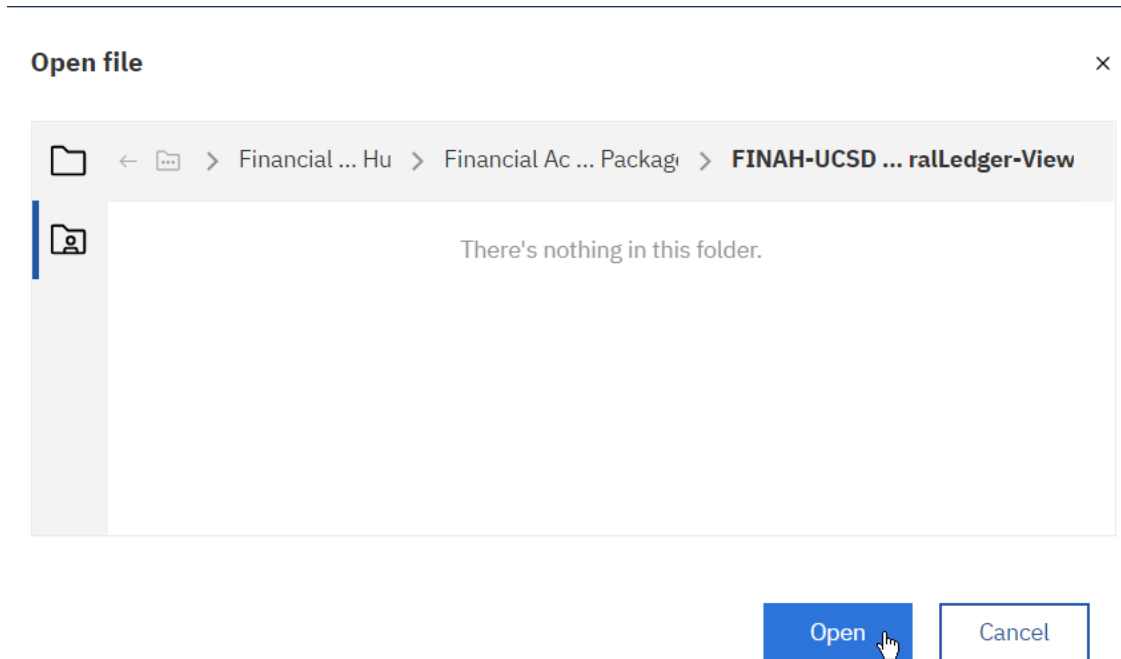 Open file
Financial ... Hu > Financial Ac ... Package > FINAH-UCSD ... ralLedger-View
There's nothing in this folder.
Open Cancel